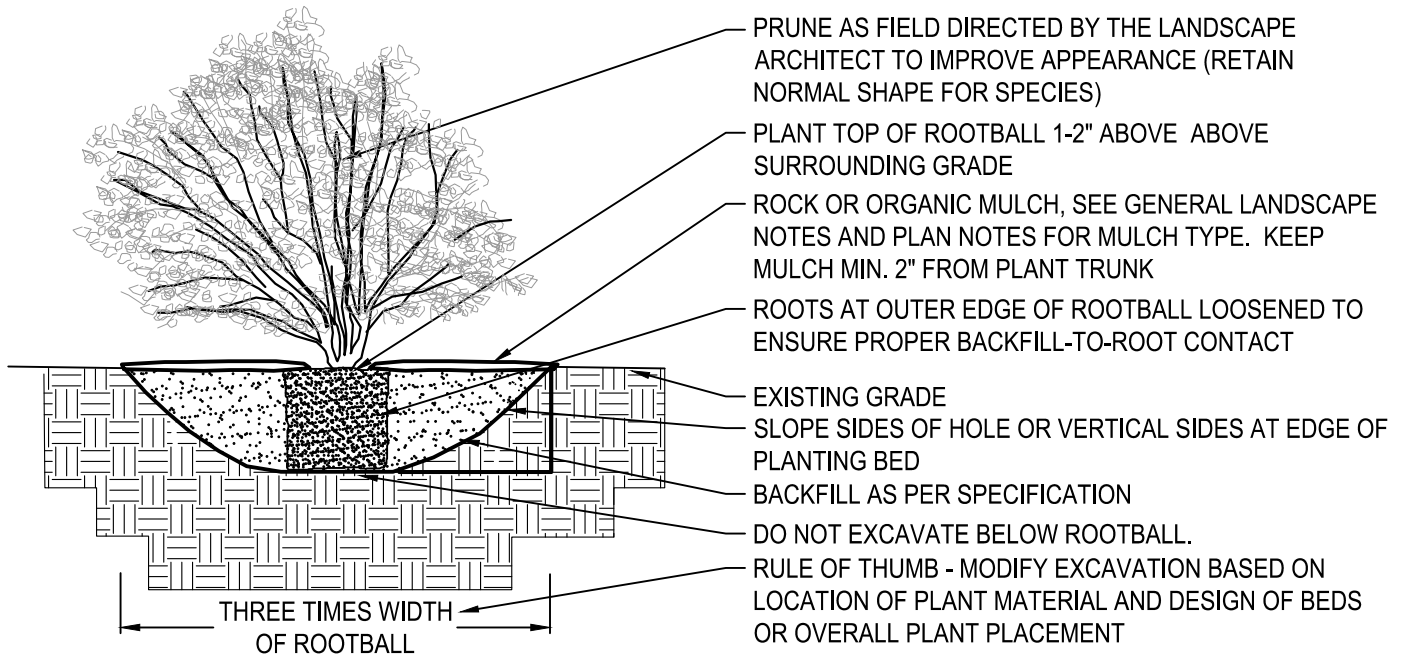 PRUNE AS FIELD DIRECTED BY THE LANDSCAPE
ARCHITECT TO IMPROVE APPEARANCE (RETAIN
NORMAL SHAPE FOR SPECIES)
PLANT TOP OF ROOTBALL 1-2" ABOVE ABOVE
SURROUNDING GRADE
ROCK OR ORGANIC MULCH, SEE GENERAL LANDSCAPE
NOTES AND PLAN NOTES FOR MULCH TYPE. KEEP
MULCH MIN. 2" FROM PLANT TRUNK
ROOTS AT OUTER EDGE OF ROOTBALL LOOSENED TO
ENSURE PROPER BACKFILL-TO-ROOT CONTACT
EXISTING GRADE
SLOPE SIDES OF HOLE OR VERTICAL SIDES AT EDGE OF
PLANTING BED
BACKFILL AS PER SPECIFICATION
DO NOT EXCAVATE BELOW ROOTBALL.
RULE OF THUMB - MODIFY EXCAVATION BASED ON
LOCATION OF PLANT MATERIAL AND DESIGN OF BEDS
OR OVERALL PLANT PLACEMENT
THREE TIMES WIDTH
OF ROOTBALL